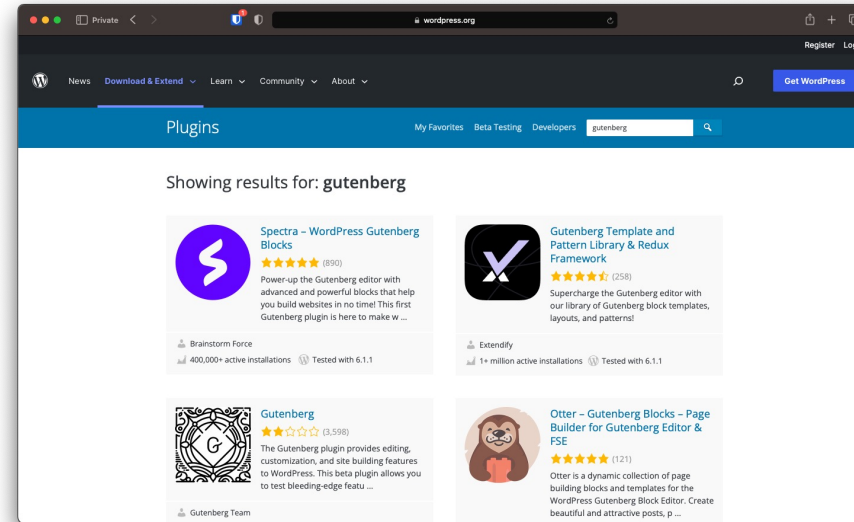 Private
wordpress.org
Register
News Download & Extend Learn Community About
Get WordPress
Plugins
My Favorites Beta Testing Developers gutenberg
Showing results for: gutenberg
Spectra – WordPress Gutenberg
Blocks
(890)
Power-up the Gutenberg editor with
advanced and powerful blocks that help
you build websites in no time! This first
Gutenberg plugin is here to make w ...
Brainstorm Force
400,000+ active installations Tested with 6.1.1
Gutenberg Template and
Pattern Library & Redux
Framework
(258)
Supercharge the Gutenberg editor with
our library of Gutenberg block templates,
layouts, and patterns!
Extendify
1+ million active installations Tested with 6.1.1
G
Gutenberg
(3,598)
The Gutenberg plugin provides editing,
customization, and site building features
to WordPress. This beta plugin allows you
to test bleeding-edge featu ...
Gutenberg Team
Otter – Gutenberg Blocks – Page
Builder for Gutenberg Editor &
FSE
(121)
Otter is a dynamic collection of page
building blocks and templates for the
WordPress Gutenberg Block Editor. Create
beautiful and attractive posts, p ...